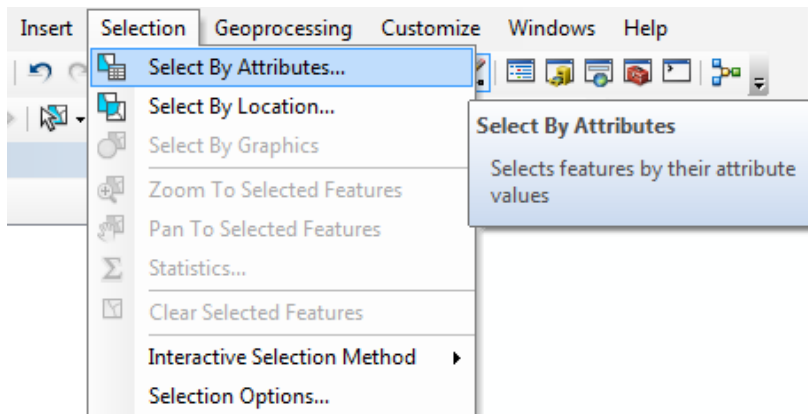 Insert Selection Geoprocessing Customize Windows Help
Select By Attributes...
Select By Location...
Select By Graphics
Zoom To Selected Features
Pan To Selected Features
Statistics...
Clear Selected Features
Interactive Selection Method
Selection Options...
Select By Attributes
Selects features by their attribute
values